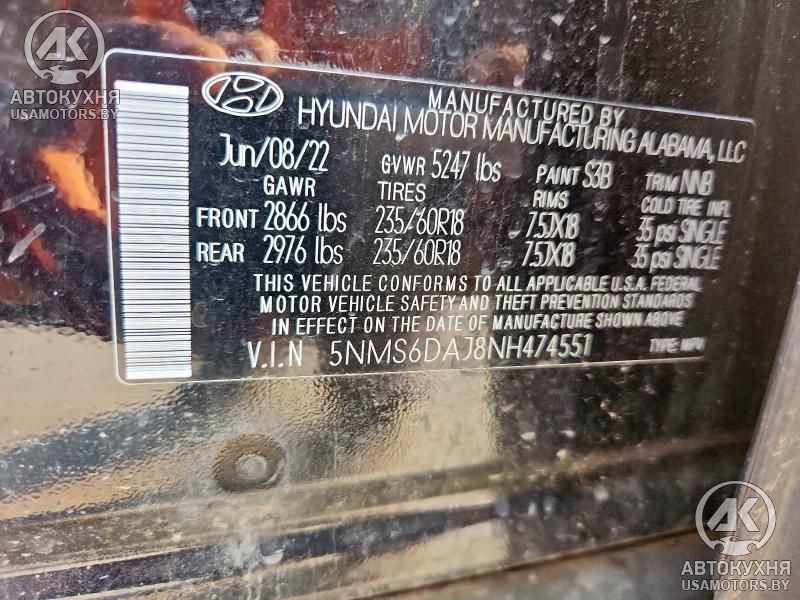 AK
АВТОКУХНЯ
USAMOTORS.BY
MANUFACTURED BY
HYUNDAI MOTOR MANUFACTURING ALABAMA, LLC
Jun/08/22 GVWR 5247 lbs PAINT S3B TRIM NNB
GAWR TIRES RIMS COLD TIRE INFL
FRONT 2866 lbs 235/60R18 7.5JX18 35 psi SINGLE
REAR 2976 lbs 235/60R18 7.5JX18 35 psi SINGLE
THIS VEHICLE CONFORMS TO ALL APPLICABLE U.S.A. FEDERAL
MOTOR VEHICLE SAFETY AND THEFT PREVENTION STANDARDS
IN EFFECT ON THE DATE OF MANUFACTURE SHOWN ABOVE.
V.I.N 5NMS6DAJ8NH474551 TYPE: MPV
AK
АВТОКУХНЯ
USAMOTORS.BY